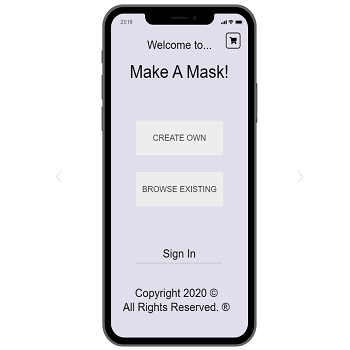 23:19
Welcome to...
Make A Mask!
CREATE OWN
BROWSE EXISTING
Sign In
Copyright 2020 ©
All Rights Reserved. ®